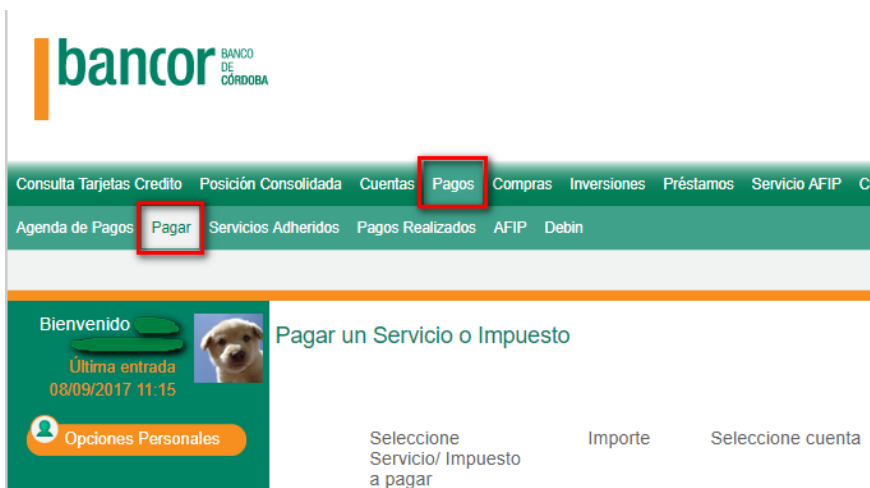 bancor
BANCO
DE
CÓRDOBA
Consulta Tarjetas Credito Posición Consolidada Cuentas Pagos Compras Inversiones Préstamos Servicio AFIP C
Agenda de Pagos Pagar Servicios Adheridos Pagos Realizados AFIP Debin
Bienvenido
Última entrada
08/09/2017 11:15
Opciones Personales
Pagar un Servicio o Impuesto
Seleccione Importe Seleccione cuenta
Servicio/ Impuesto
a pagar